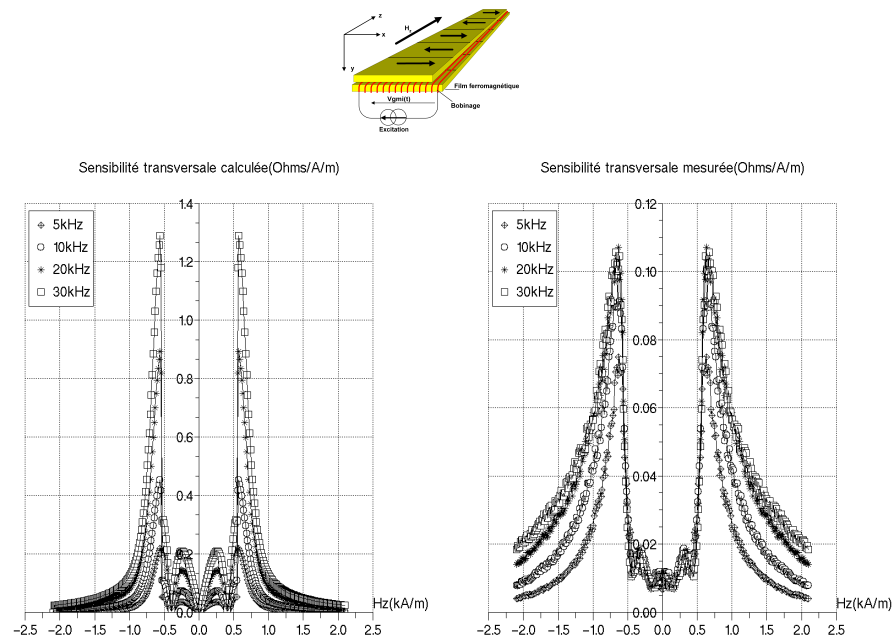 z
x
y
Hz
Film ferromagnétique
Vgmi(t)
Bobinage
Excitation
Sensibilité transversale calculée(Ohms/A/m)
1.4
1.2
1.0
0.8
0.6
0.4
0.2
0.0
5kHz
10kHz
20kHz
30kHz
Hz(kA/m)
−2.5 −2.0 −1.5 −1.0 −0.5 0.0 0.5 1.0 1.5 2.0 2.5
Sensibilité transversale mesurée(Ohms/A/m)
0.12
0.10
0.08
0.06
0.04
0.02
0.00
5kHz
10kHz
20kHz
30kHz
Hz(kA/m)
−2.5 −2.0 −1.5 −1.0 −0.5 0.0 0.5 1.0 1.5 2.0 2.5